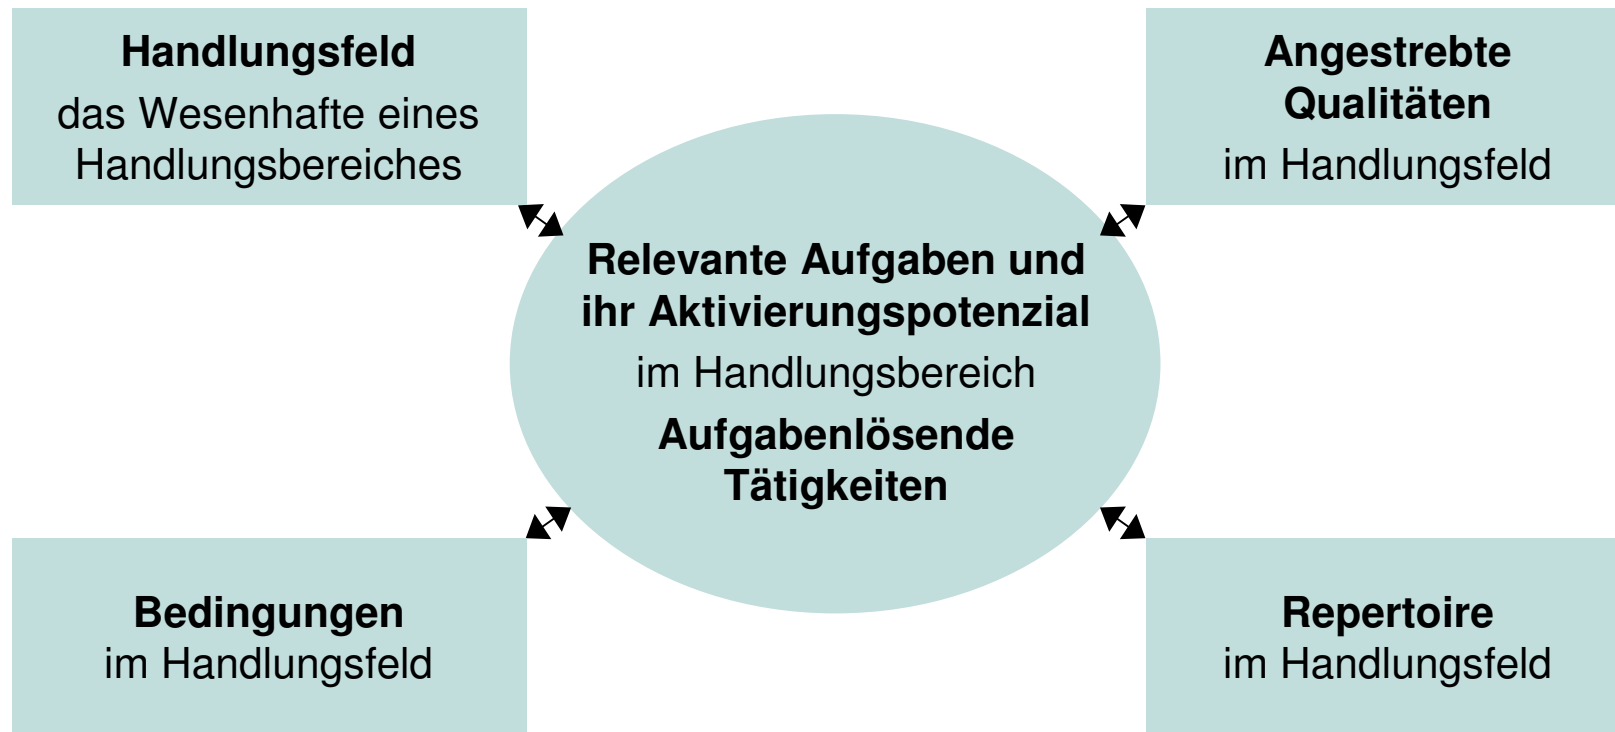 Handlungsfeld
das Wesenhafte eines
Handlungsbereiches
Angestrebte
Qualitäten
im Handlungsfeld
Relevante Aufgaben und
ihr Aktivierungspotenzial
im Handlungsbereich
Aufgabenlösende
Tätigkeiten
Bedingungen
im Handlungsfeld
Repertoire
im Handlungsfeld